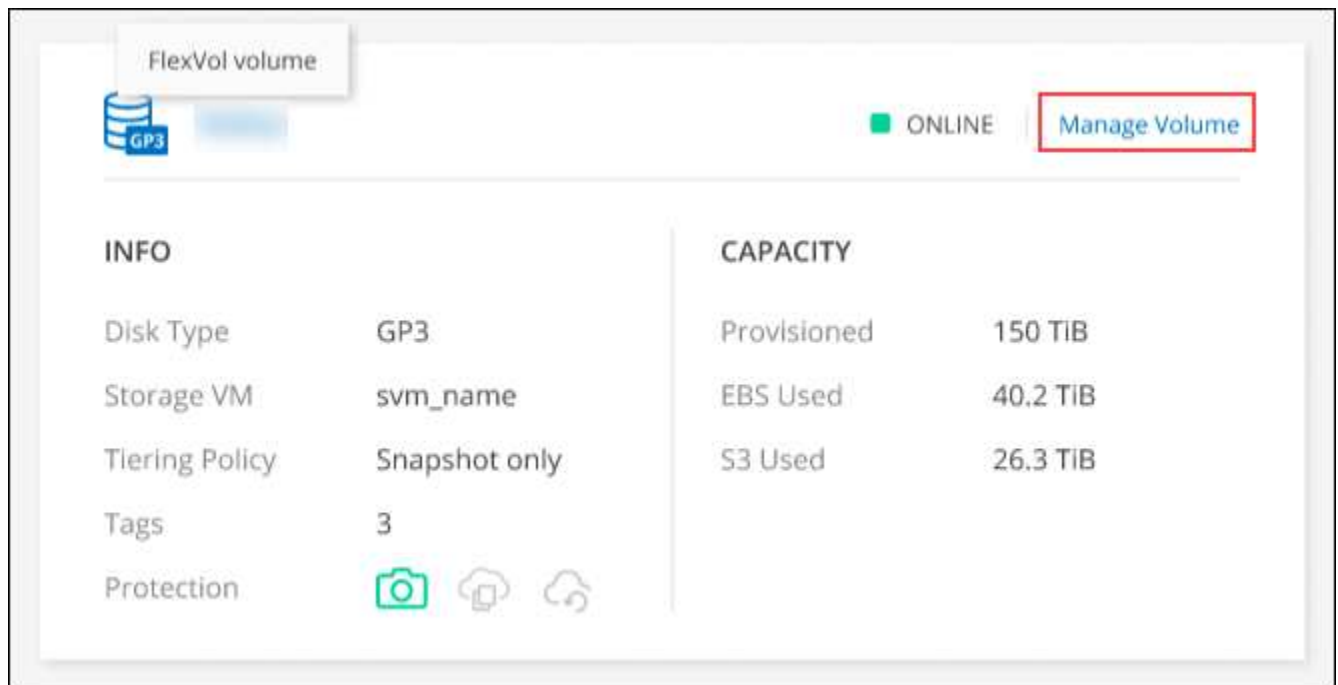 FlexVol volume
GP3
ONLINE
Manage Volume
INFO
Disk Type GP3
Storage VM svm_name
Tiering Policy Snapshot only
Tags 3
Protection
CAPACITY
Provisioned 150 TiB
EBS Used 40.2 TiB
S3 Used 26.3 TiB